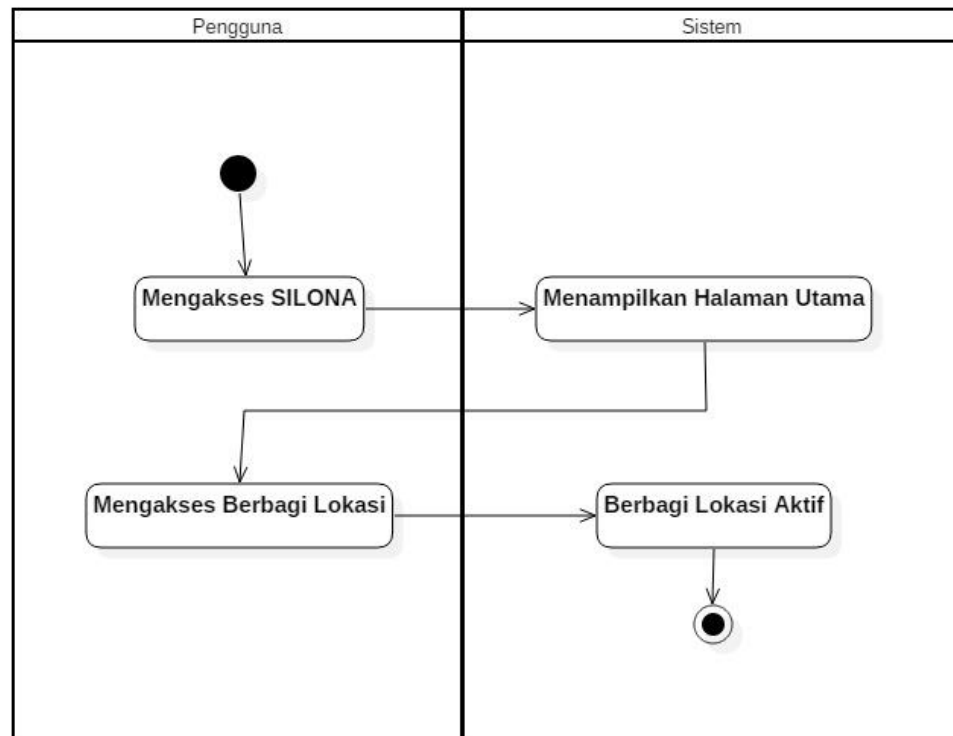 Pengguna
Sistem
Mengakses SILONA
Menampilkan Halaman Utama
Mengakses Berbagi Lokasi
Berbagi Lokasi Aktif